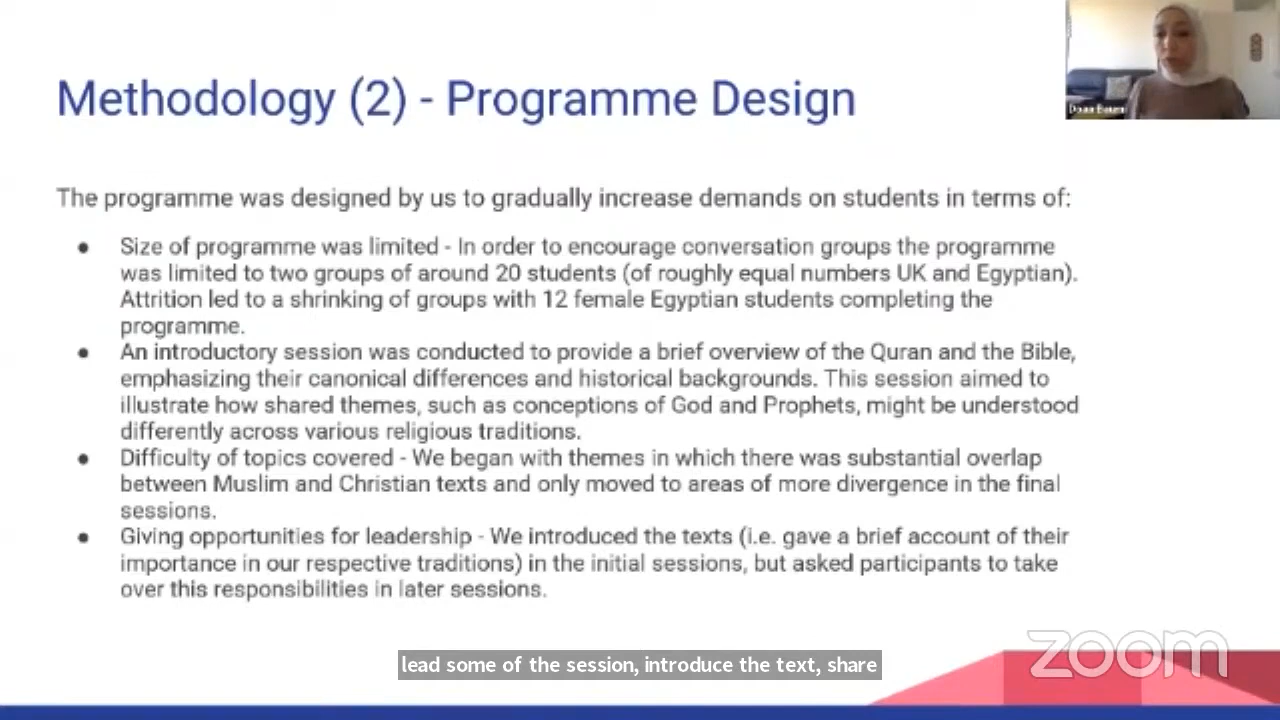 Methodology (2) - Programme Design
The programme was designed by us to gradually increase demands on students in terms of:
● Size of programme was limited - In order to encourage conversation groups the programme
was limited to two groups of around 20 students (of roughly equal numbers UK and Egyptian).
Attrition led to a shrinking of groups with 12 female Egyptian students completing the
programme.
● An introductory session was conducted to provide a brief overview of the Quran and the Bible,
emphasizing their canonical differences and historical backgrounds. This session aimed to
illustrate how shared themes, such as conceptions of God and Prophets, might be understood
differently across various religious traditions.
● Difficulty of topics covered - We began with themes in which there was substantial overlap
between Muslim and Christian texts and only moved to areas of more divergence in the final
sessions.
● Giving opportunities for leadership - We introduced the texts (i.e. gave a brief account of their
importance in our respective traditions) in the initial sessions, but asked participants to take
over this responsibilities in later sessions.
lead some of the session, introduce the text, share
zoom